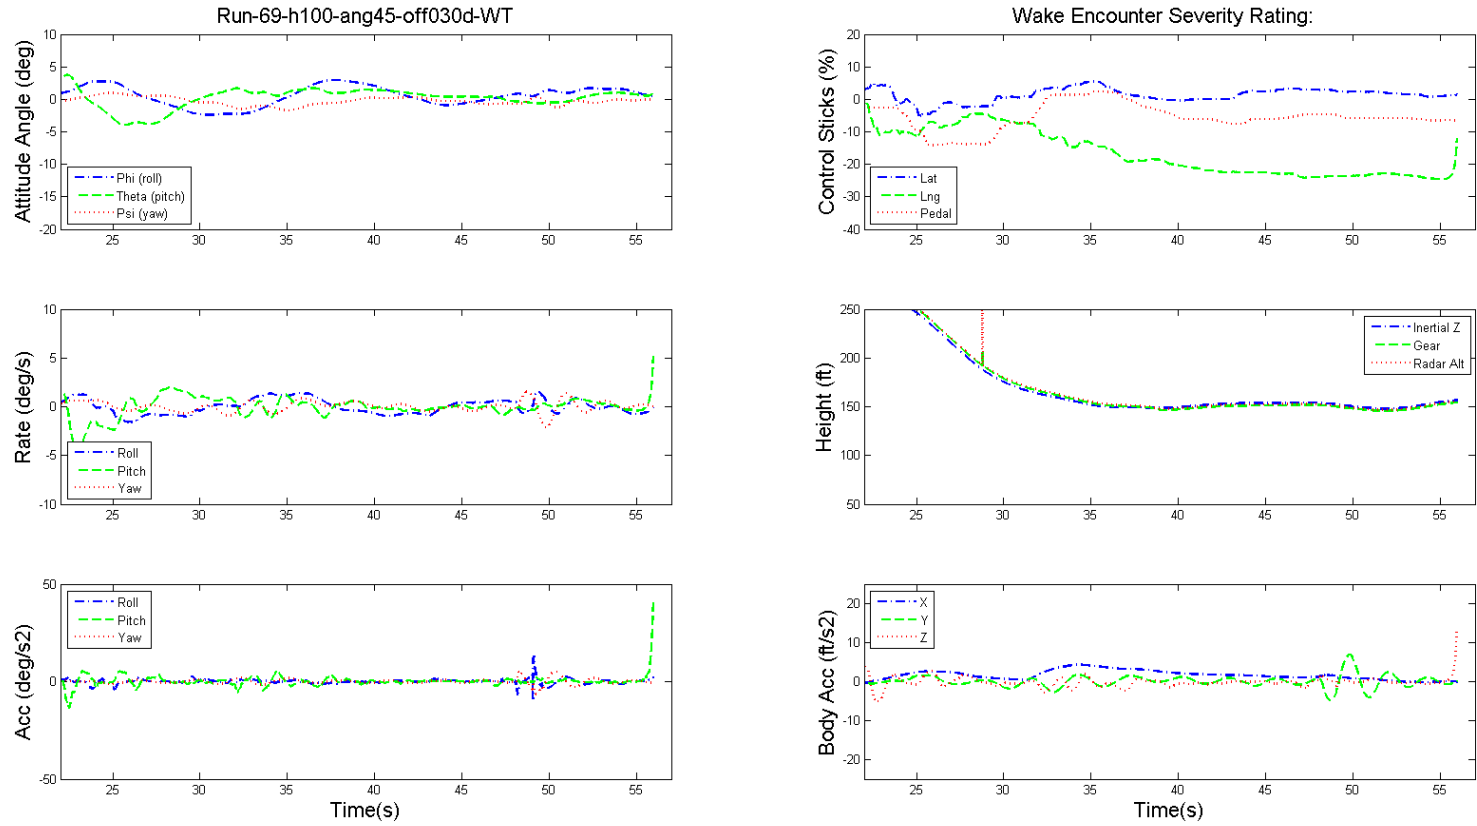 Run-69-h100-ang45-off030d-WT
Attitude Angle (deg)
10
5
0
-5
-10
-15
-20
Phi (roll)
Theta (pitch)
Psi (yaw)
25 30 35 40 45 50 55
Wake Encounter Severity Rating:
Control Sticks (%)
20
10
0
-10
-20
-30
-40
Lat
Lng
Pedal
25 30 35 40 45 50 55
Rate (deg/s)
10
5
0
-5
-10
Roll
Pitch
Yaw
25 30 35 40 45 50 55
Height (ft)
250
200
150
100
50
Inertial Z
Gear
Radar Alt
25 30 35 40 45 50 55
Acc (deg/s2)
50
0
-50
Roll
Pitch
Yaw
25 30 35 40 45 50 55
Time(s)
Body Acc (ft/s2)
20
10
0
-10
-20
X
Y
Z
25 30 35 40 45 50 55
Time(s)